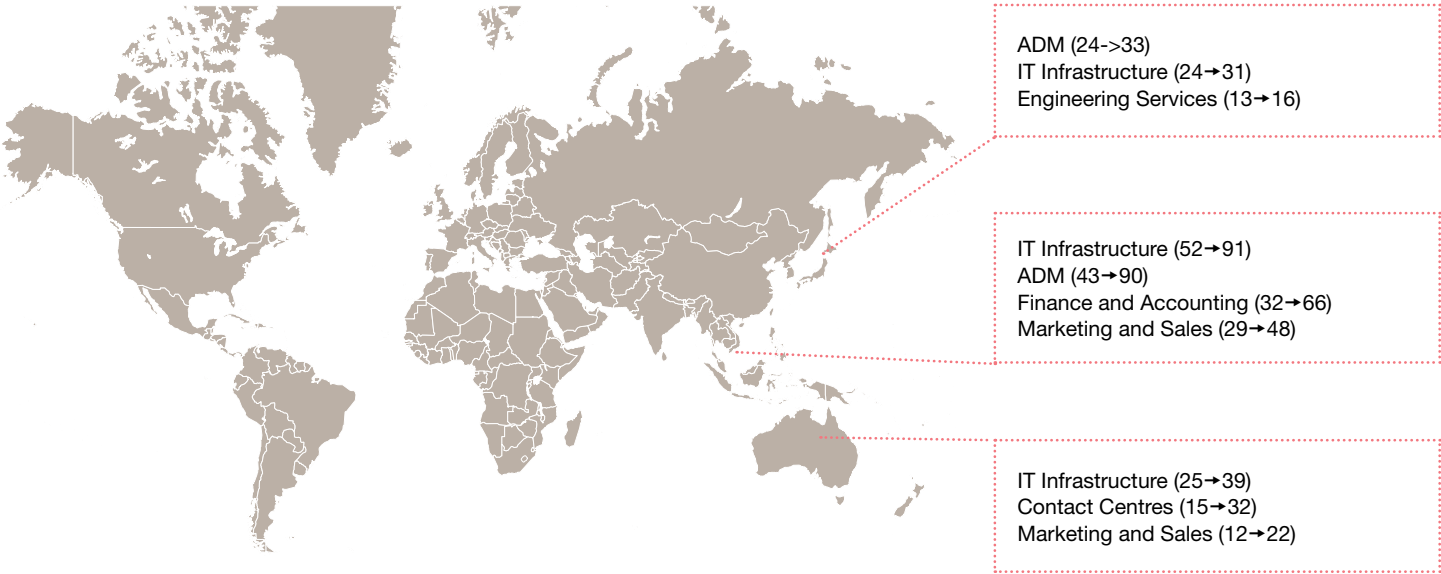 ADM (24->33)
IT Infrastructure (24→31)
Engineering Services (13→16)
IT Infrastructure (52→91)
ADM (43→90)
Finance and Accounting (32→66)
Marketing and Sales (29→48)
IT Infrastructure (25→39)
Contact Centres (15→32)
Marketing and Sales (12→22)